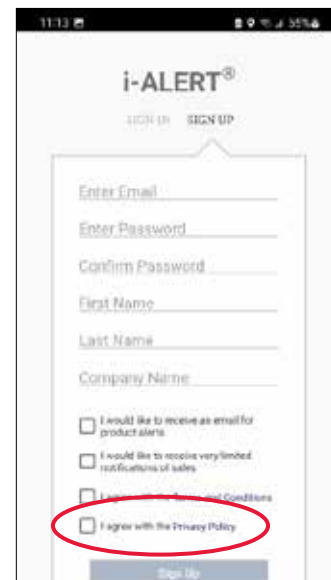 11:13
55%
i-ALERT®
SIGN IN SIGN UP
Enter Email
Enter Password
Confirm Password
First Name
Last Name
Company Name
I would like to receive an email for
product alerts
I would like to receive very limited
notifications of sales
I agree with the Terms and Conditions
I agree with the Privacy Policy
Sign Up